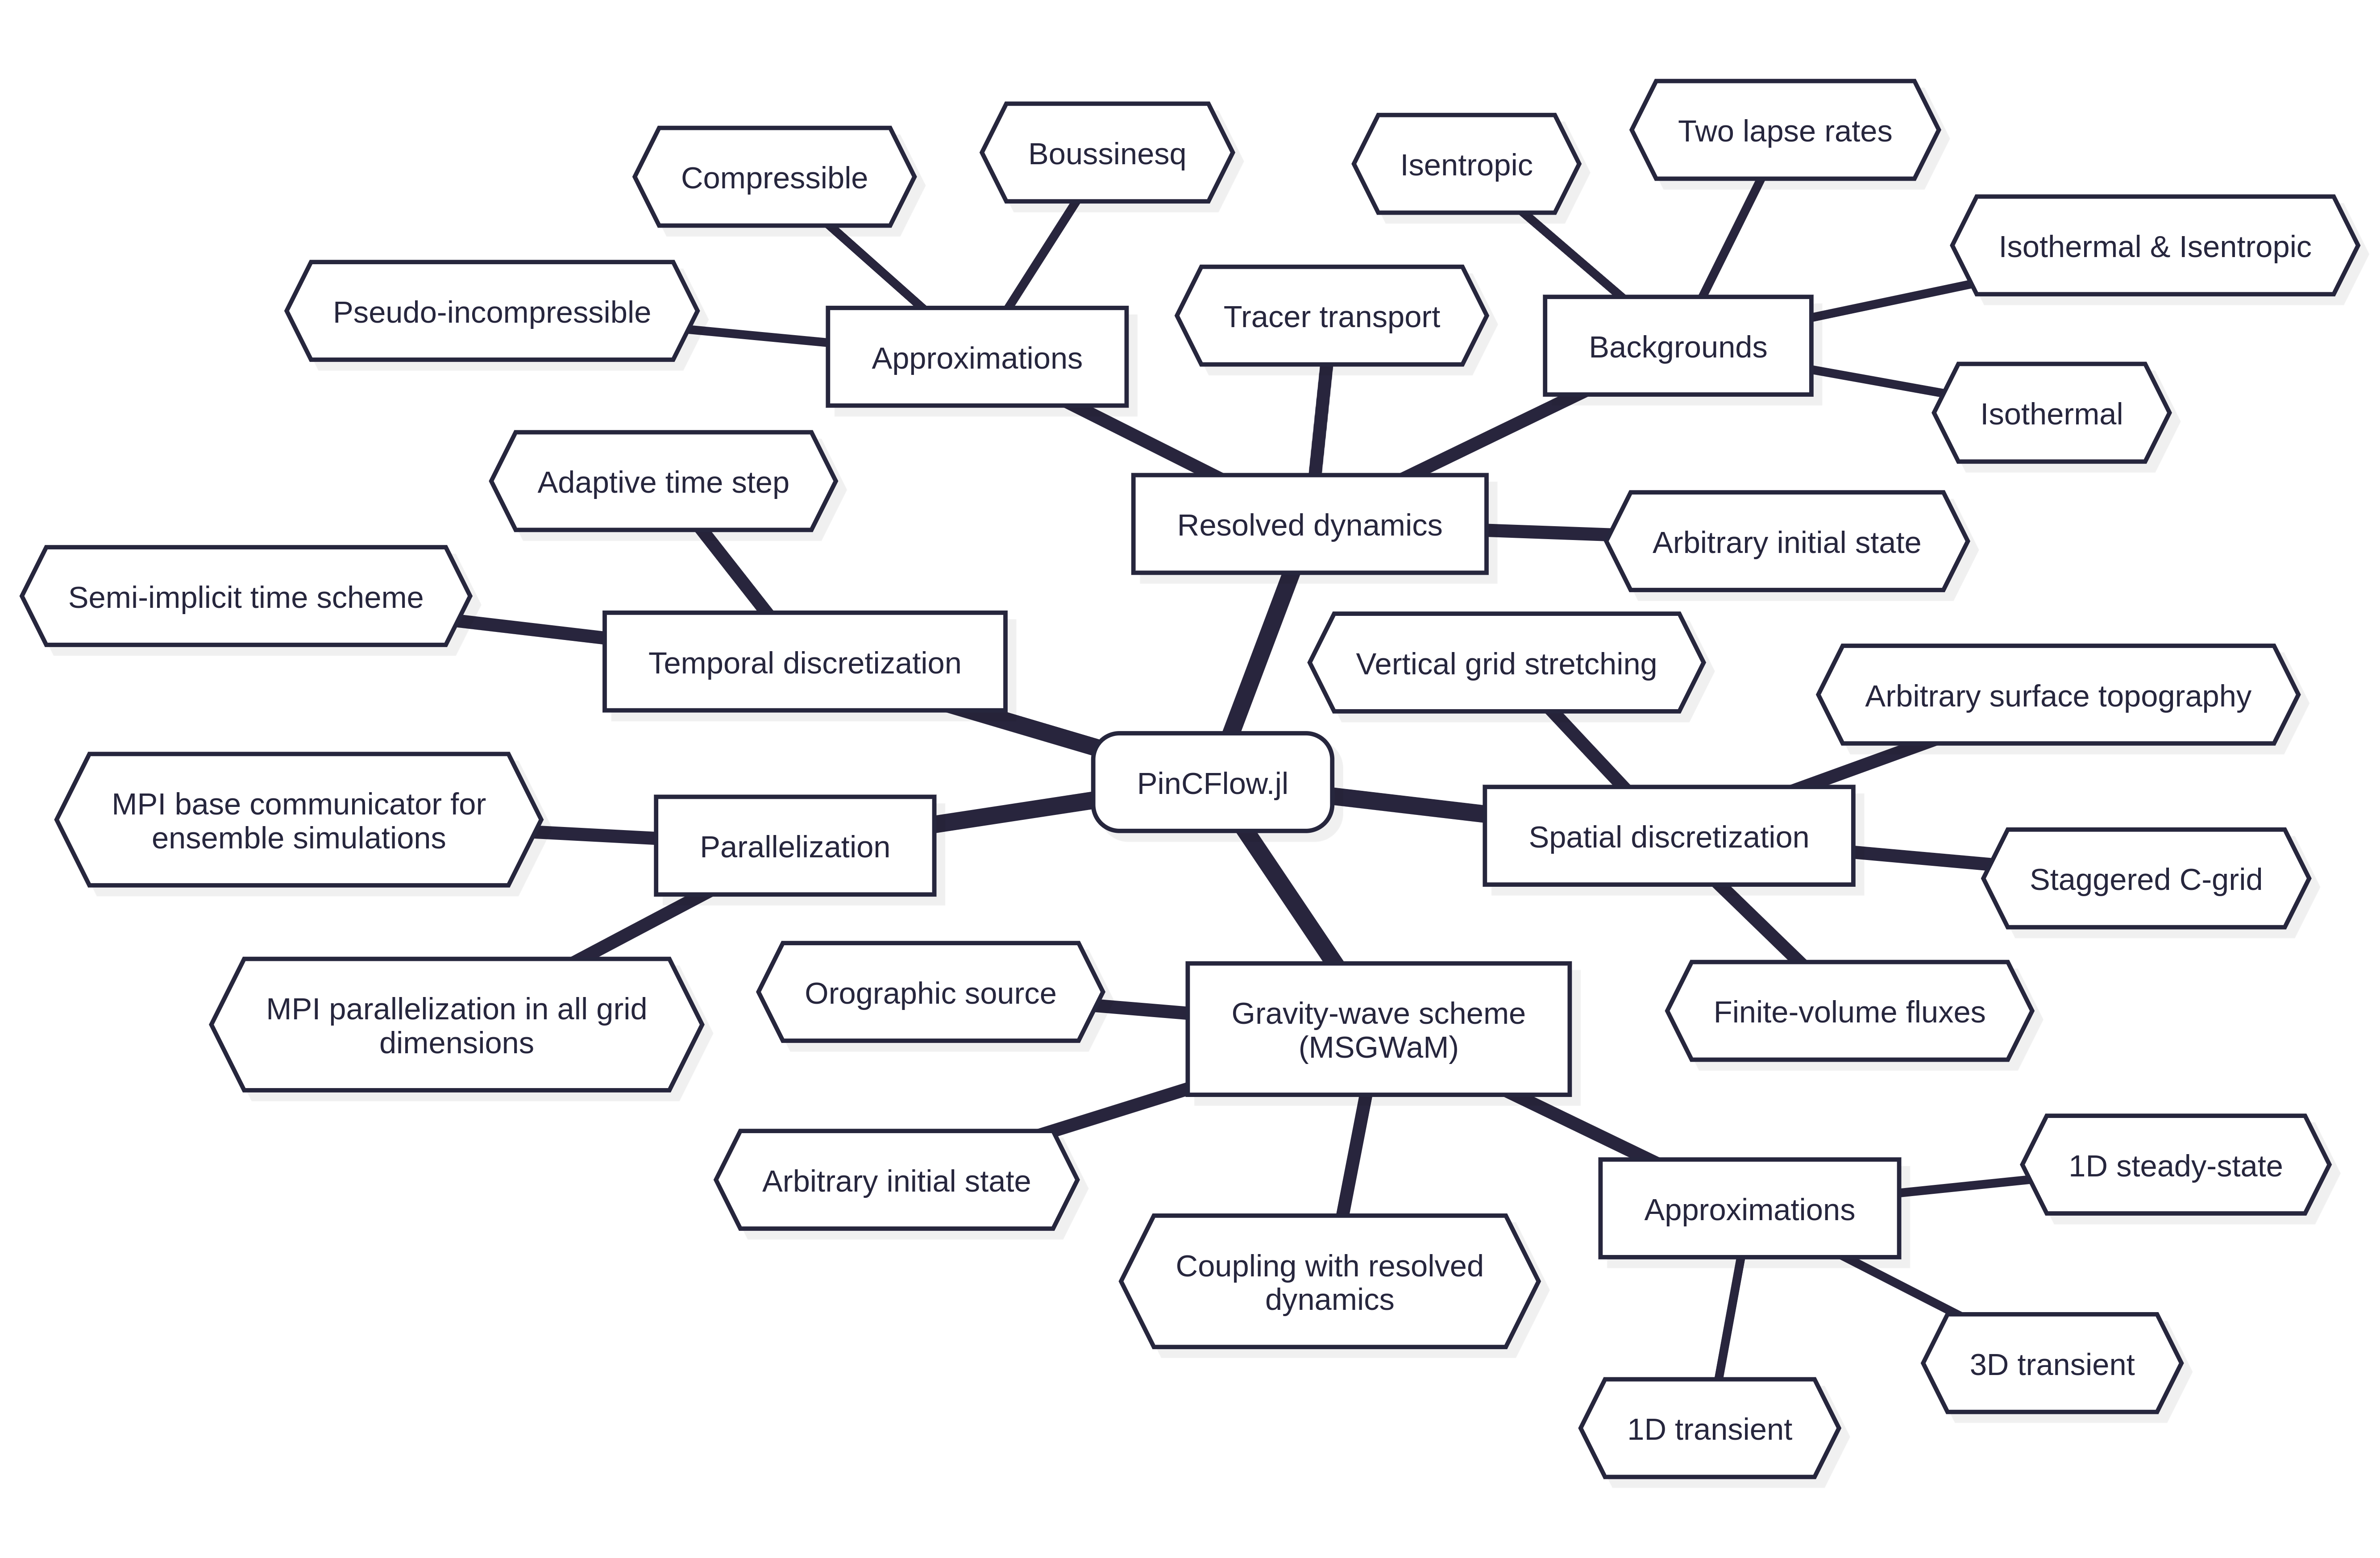 Two lapse rates
Boussinesq
Isentropic
Compressible
Isothermal & Isentropic
Pseudo-incompressible
Tracer transport
Backgrounds
Approximations
Isothermal
Adaptive time step
Resolved dynamics
Arbitrary initial state
Semi-implicit time scheme
Temporal discretization
Vertical grid stretching
Arbitrary surface topography
PinCFlow.jl
MPI base communicator for
ensemble simulations
Parallelization
Spatial discretization
Staggered C-grid
Orographic source
MPI parallelization in all grid
dimensions
Gravity-wave scheme
(MSGWaM)
Finite-volume fluxes
Arbitrary initial state
1D steady-state
Approximations
Coupling with resolved
dynamics
3D transient
1D transient